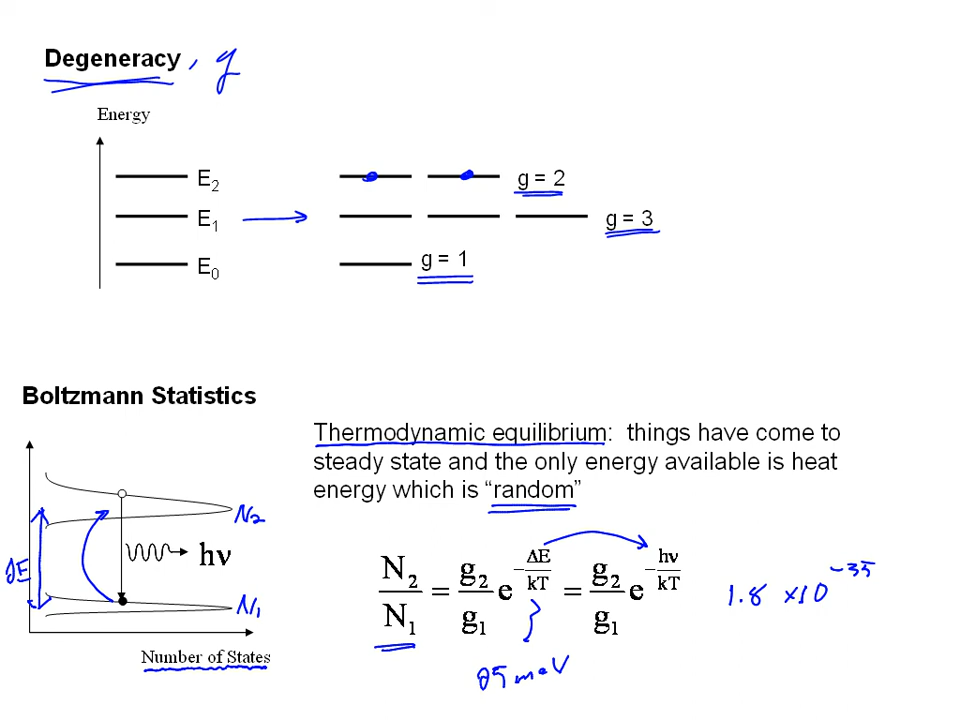 Degeneracy, g
Energy
E₂ g = 2
E₁ g = 3
E₀ g = 1
Boltzmann Statistics
Thermodynamic equilibrium: things have come to
steady state and the only energy available is heat
energy which is “random”
N₂
hν
N₁
Number of States
N₂/N₁ = g₂/g₁ e^(-ΔE/kT) = g₂/g₁ e^(-hν/kT) 1.8 x10⁻³⁵